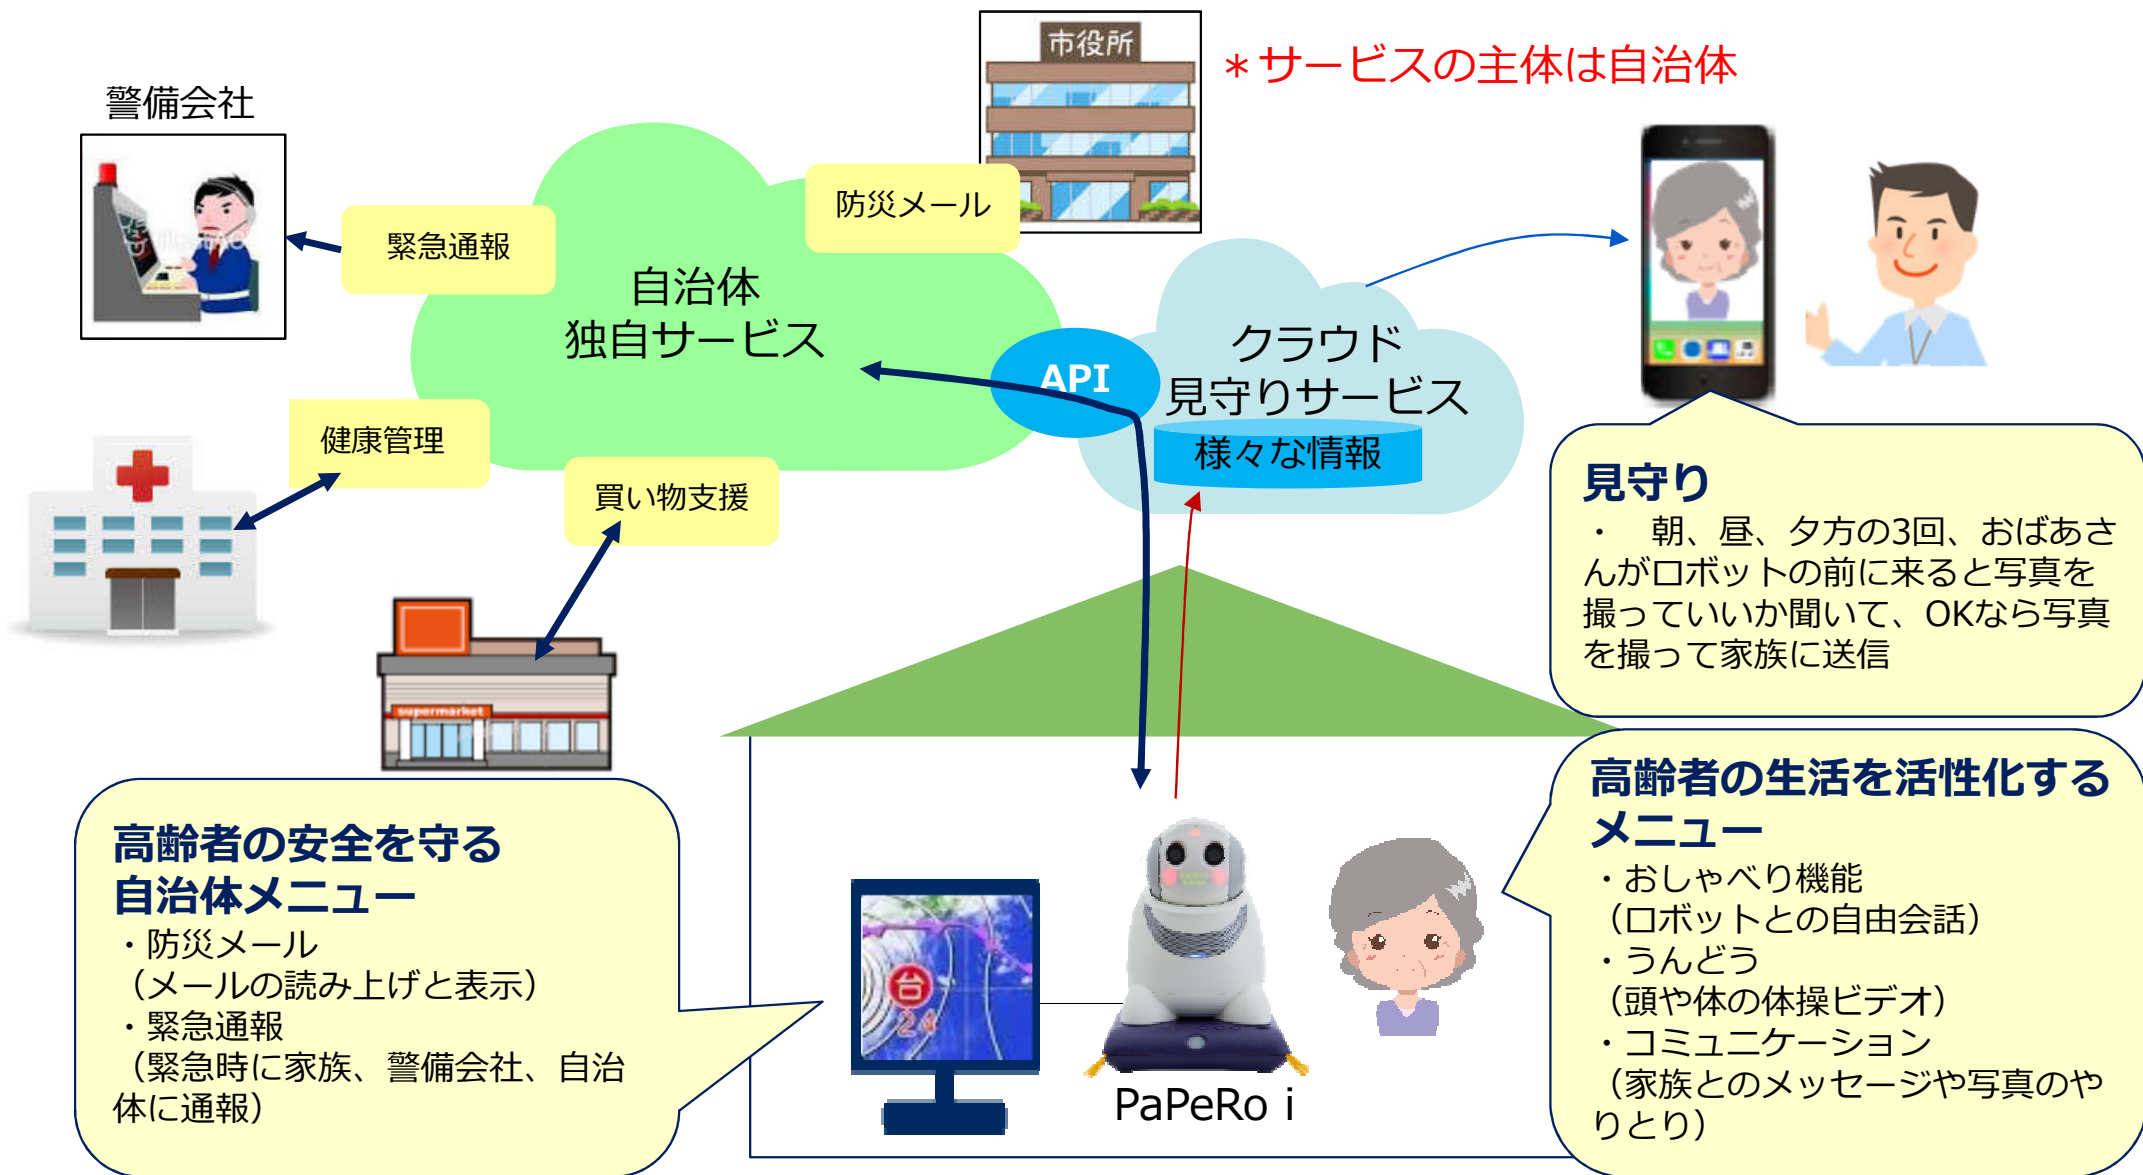 市役所
＊サービスの主体は自治体
警備会社
防災メール
緊急通報
自治体
独自サービス
API
クラウド
見守りサービス
様々な情報
健康管理
買い物支援
supermarket
見守り
・　朝、昼、夕方の3回、おばあさ
んがロボットの前に来ると写真を
撮っていいか聞いて、OKなら写真
を撮って家族に送信
高齢者の安全を守る
自治体メニュー
・防災メール
（メールの読み上げと表示）
・緊急通報
（緊急時に家族、警備会社、自治
体に通報）
台
24
PaPeRo i
高齢者の生活を活性化する
メニュー
・おしゃべり機能
（ロボットとの自由会話）
・うんどう
（頭や体の体操ビデオ）
・コミュニケーション
（家族とのメッセージや写真のや
りとり）